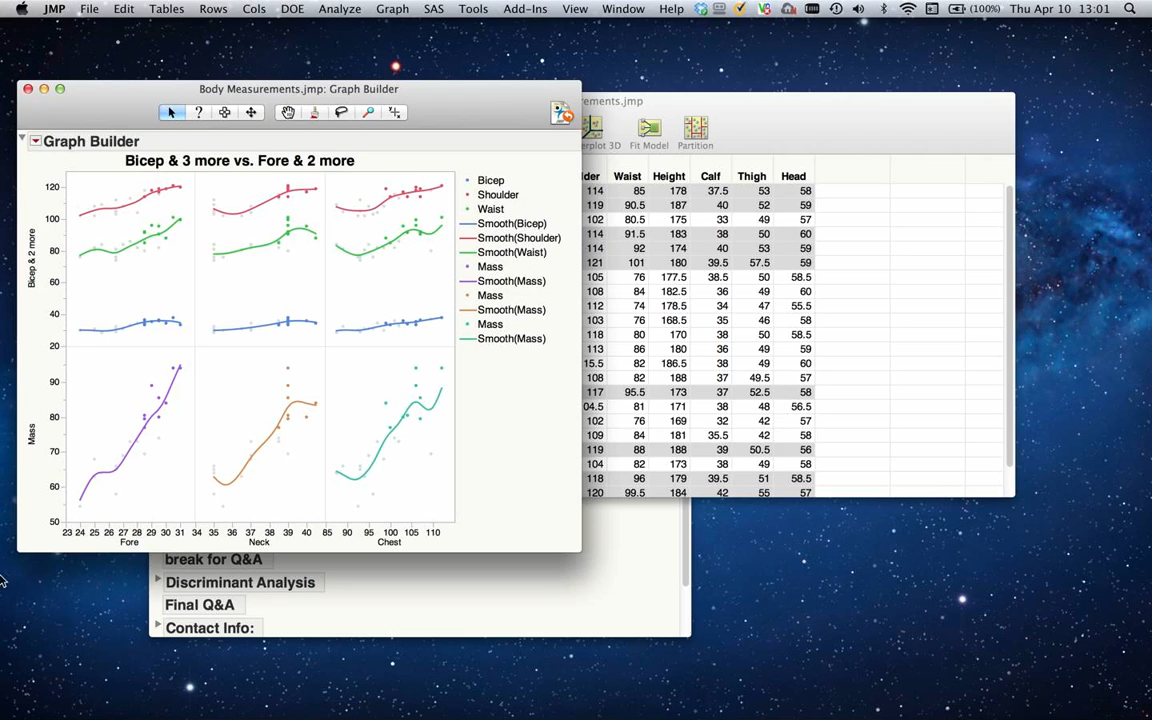 JMP File Edit Tables Rows Cols DOE Analyze Graph SAS Tools Add-Ins View Window Help (100%) Thu Apr 10 13:01
Body Measurements.jmp: Graph Builder
Graph Builder
Bicep & 3 more vs. Fore & 2 more
Bicep & 2 more
120
100
80
60
40
20
Mass
90
80
70
60
50
23 24 25 26 27 28 29 30 31 34 35 36 37 38 39 40 85 90 95 100 105 110
Fore Neck Chest
Bicep
Shoulder
Waist
Smooth(Bicep)
Smooth(Shoulder)
Smooth(Waist)
Mass
Smooth(Mass)
Mass
Smooth(Mass)
Mass
Smooth(Mass)
ements.jmp
erplot 3D Fit Model Partition
lder Waist Height Calf Thigh Head
114 85 178 37.5 53 58
119 90.5 187 40 52 59
102 80.5 175 33 49 57
114 91.5 183 38 50 60
114 92 174 40 53 59
121 101 180 39.5 57.5 59
105 76 177.5 38.5 50 58.5
108 84 182.5 36 49 60
112 74 178.5 34 47 55.5
103 76 168.5 35 46 58
118 80 170 38 50 58.5
113 86 180 36 49 59
15.5 82 186.5 38 49 60
108 82 188 37 49.5 57
117 95.5 173 37 52.5 58
04.5 81 171 38 48 56.5
102 76 169 32 42 57
109 84 181 35.5 42 58
119 88 188 39 50.5 56
104 82 173 38 49 58
118 96 179 39.5 51 58.5
120 99.5 184 42 55 57
break for Q&A
Discriminant Analysis
Final Q&A
Contact Info: